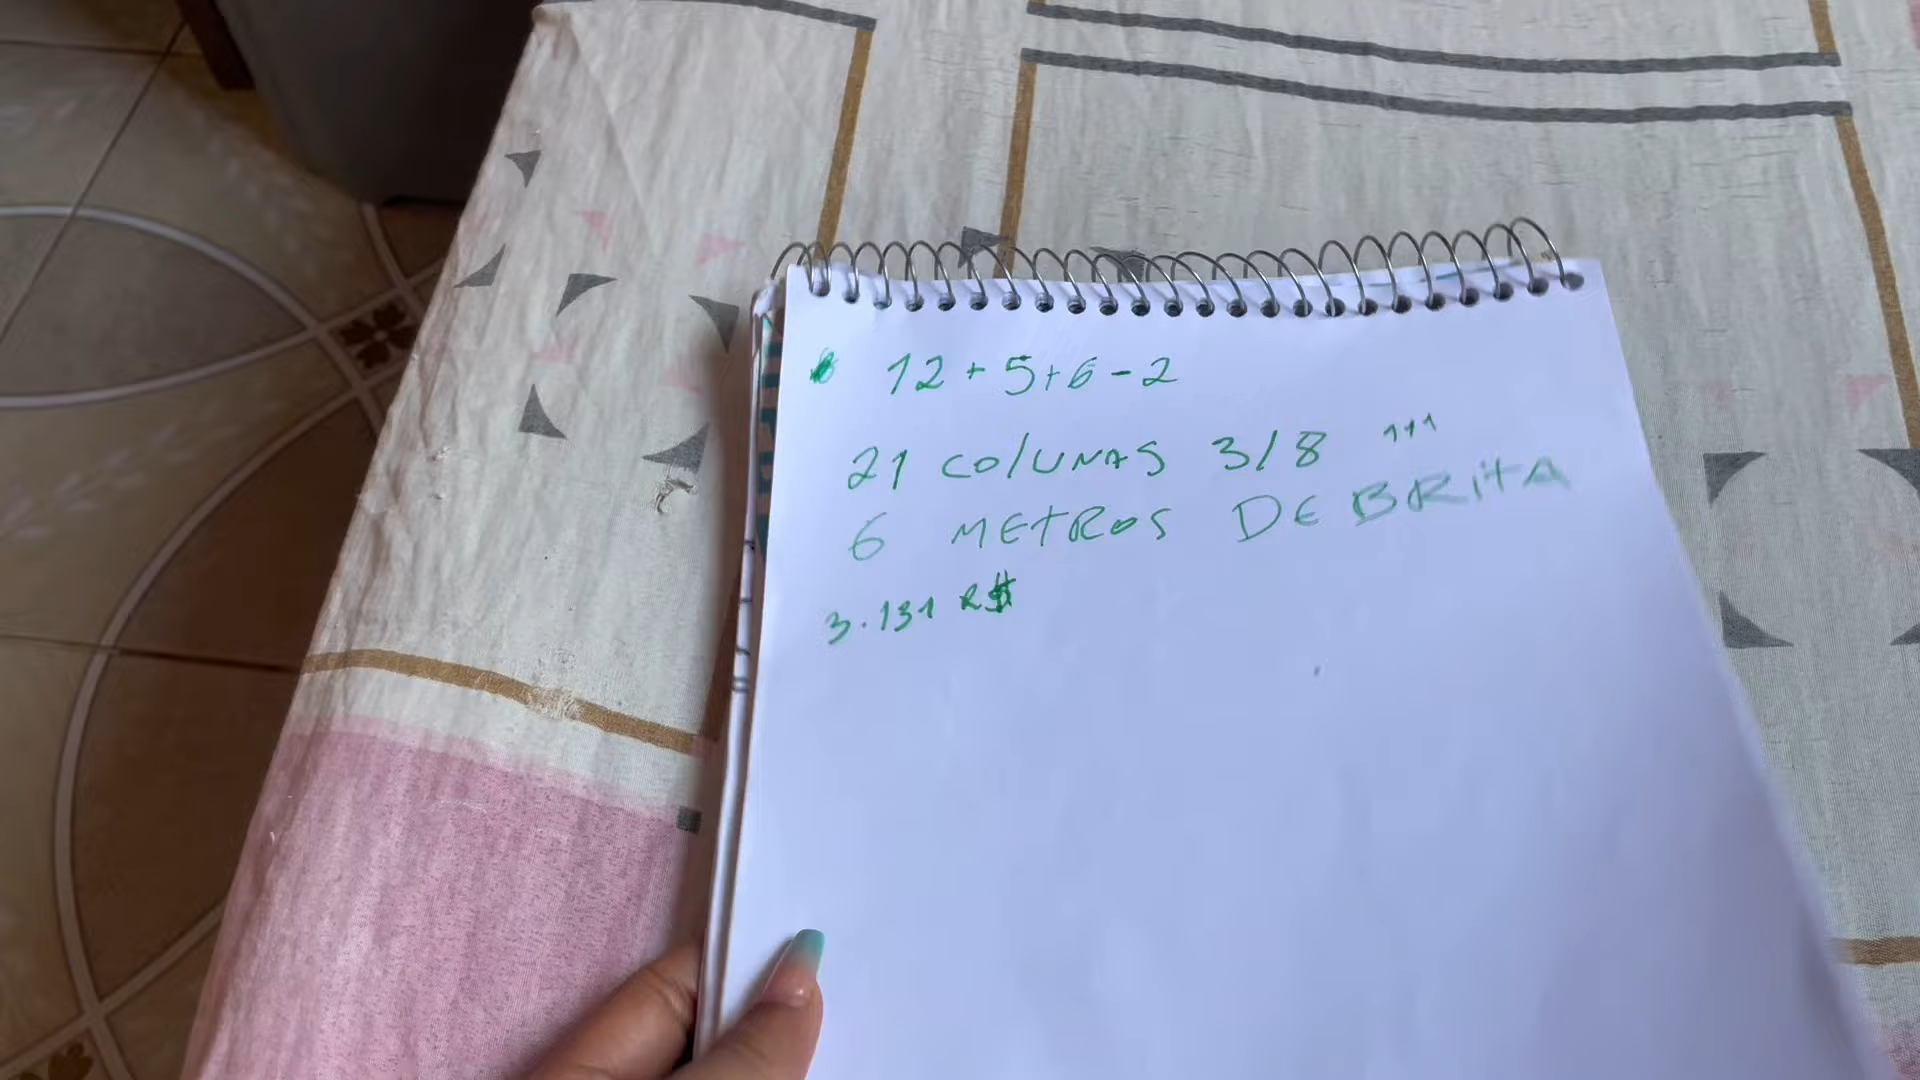 12 + 5 + 6 - 2
21 COLUNAS 3/8 "'
6 METROS DE BRITA
3.131 R$